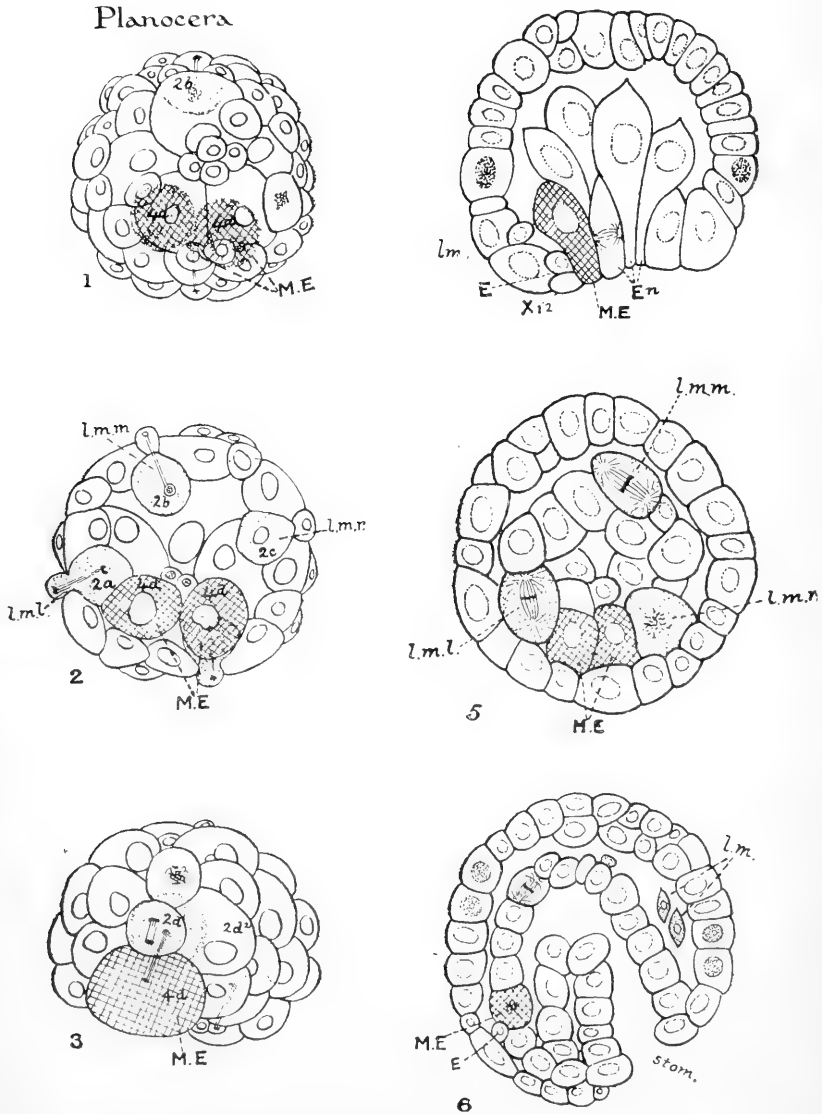 Planocera
2b
4d
4d
M.E
1
l.m.
E
En
X12
M.E
l.m.m
2b
l.m.r.
2c
2a
4d
4d
l.m.l.
M.E
2
l.m.m.
l.m.l.
l.m.r.
M.E
5
2d
2d²
4d
M.E
3
l.m.
M.E
E
stom.
6